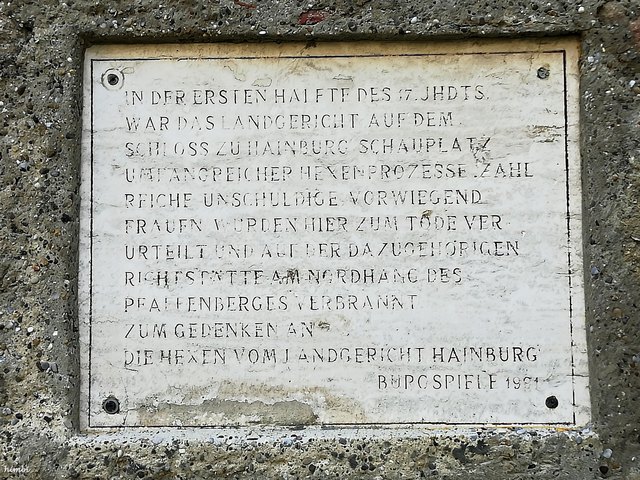 IN DER ERSTEN HALFTE DES 17. JHDTS.
WAR DAS LANDGERICHT AUF DEM
SCHLOSS ZU HAINBURG SCHAUPLATZ
UMFANGREICHER HEXENPROZESSE. ZAHL
REICHE UNSCHULDIGE VORWIEGEND
FRAUEN WURDEN HIER ZUM TODE VER
URTEILT UND AUF DER DAZUGEHÖRIGEN
RICHTSTÄTTE AM NORDHANG DES
PFAFFENBERGES VERBRANNT
ZUM GEDENKEN AN
DIE HEXEN VOM LANDGERICHT HAINBURG
BURGSPIELE 1991
himbi